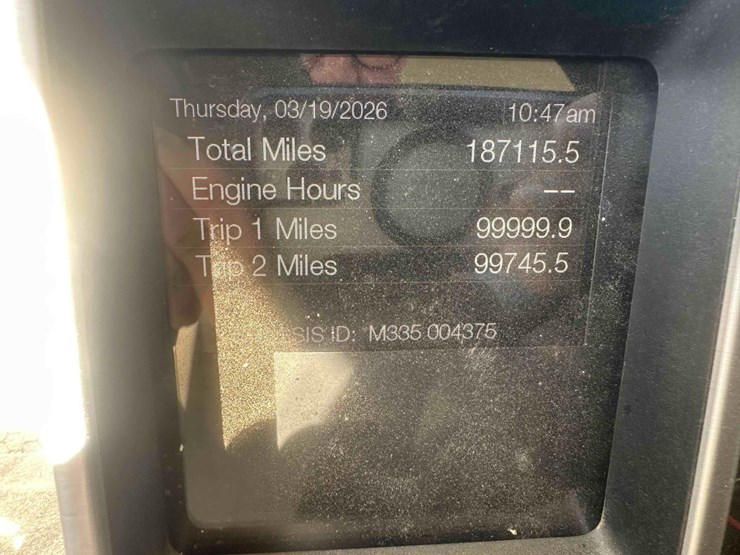 Thursday, 03/19/2026 10:47am
Total Miles 187115.5
Engine Hours --
Trip 1 Miles 99999.9
Trip 2 Miles 99745.5
SIS ID: M335 004375